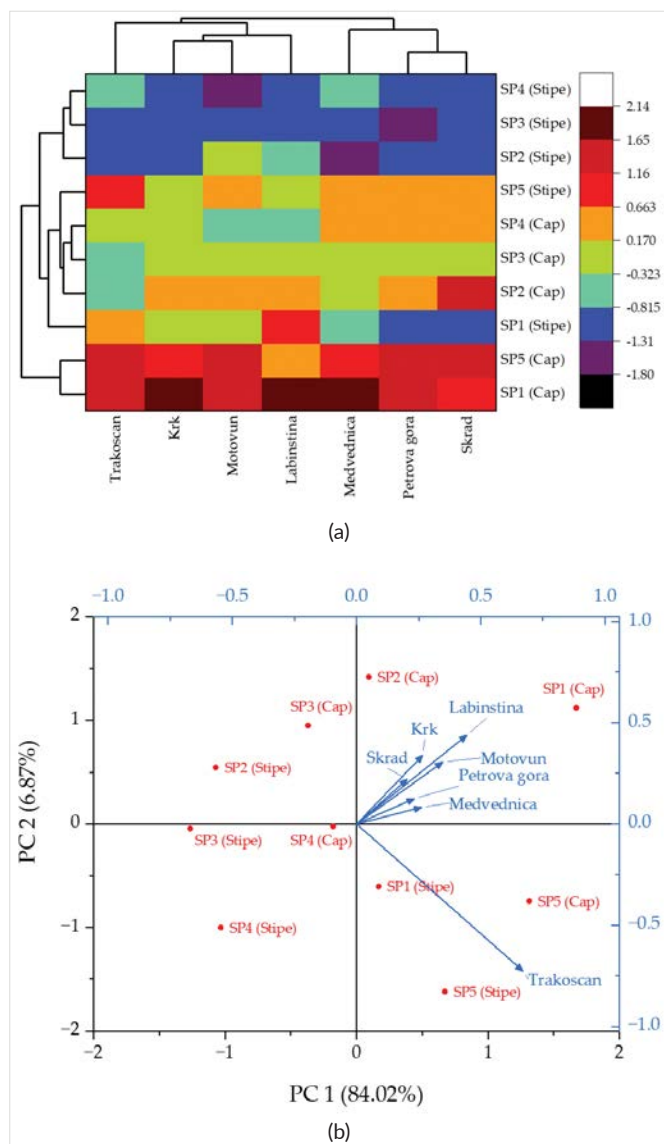 SP4 (Stipe)
SP3 (Stipe)
SP2 (Stipe)
SP5 (Stipe)
SP4 (Cap)
SP3 (Cap)
SP2 (Cap)
SP1 (Stipe)
SP5 (Cap)
SP1 (Cap)
2.14
1.65
1.16
0.663
0.170
-0.323
-0.815
-1.31
-1.80
Trakoscan
Krk
Motovun
Labinstina
Medvednica
Petrova gora
Skrad
(a)
−1.0 −0.5 0.0 0.5 1.0
2 1.0
SP2 (Cap) SP1 (Cap)
SP3 (Cap) Labinstina
1 Krk 0.5
Skrad Motovun
SP2 (Stipe) Petrova gora
Medvednica
0 0.0
SP3 (Stipe) SP4 (Cap)
SP1 (Stipe) SP5 (Cap)
−1 SP4 (Stipe) −0.5
Trakoscan
SP5 (Stipe)
−2 −1.0
−2 −1 0 1 2
PC 2 (6.87%)
PC 1 (84.02%)
(b)